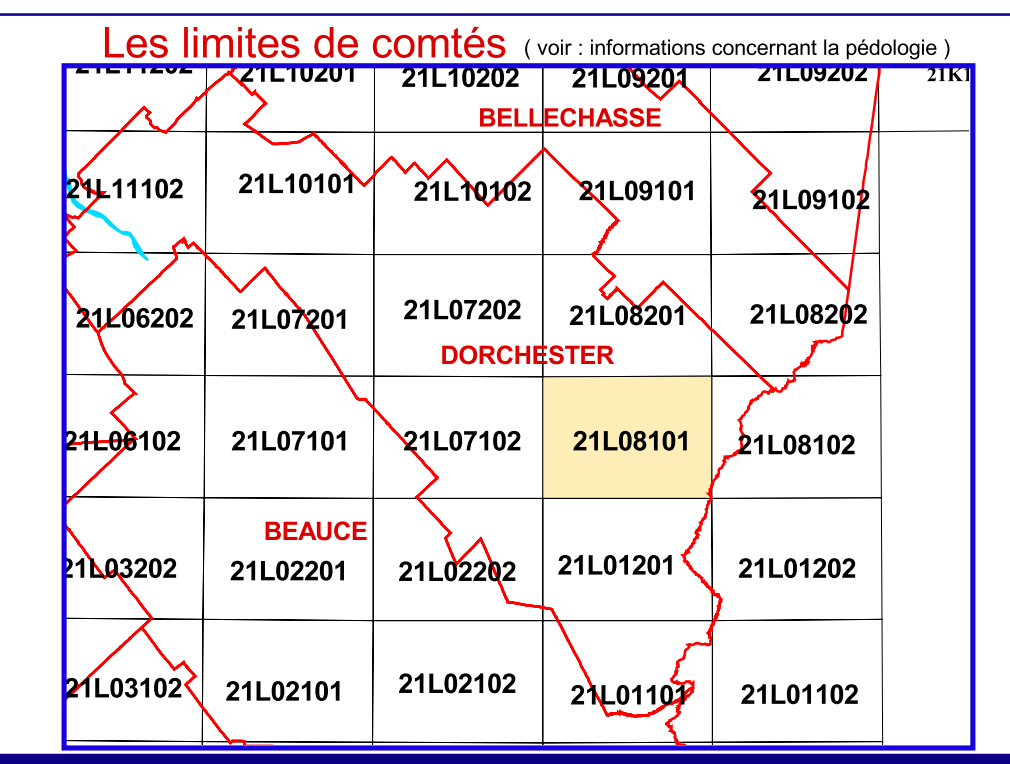 Les limites de comtés ( voir : informations concernant la pédologie )
21L11202 21L10201 21L10202 21L09201 21L09202
BELLECHASSE
21L11102 21L10101 21L10102 21L09101 21L09102
21L06202 21L07201 21L07202 21L08201 21L08202
DORCHESTER
21L06102 21L07101 21L07102 21L08101 21L08102
BEAUCE
21L03202 21L02201 21L02202 21L01201 21L01202
21L03102 21L02101 21L02102 21L01101 21L01102